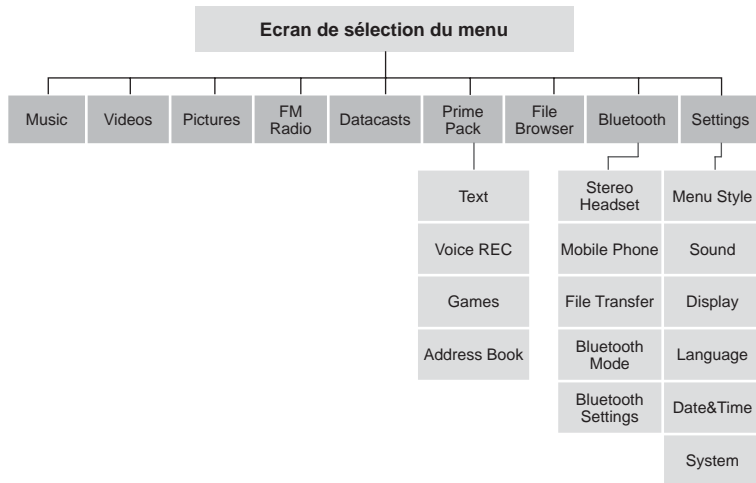 Ecran de sélection du menu
Music
Videos
Pictures
FM
Radio
Datacasts
Prime
Pack
File
Browser
Bluetooth
Settings
Text
Voice REC
Games
Address Book
Stereo
Headset
Mobile Phone
File Transfer
Bluetooth
Mode
Bluetooth
Settings
Menu Style
Sound
Display
Language
Date&Time
System